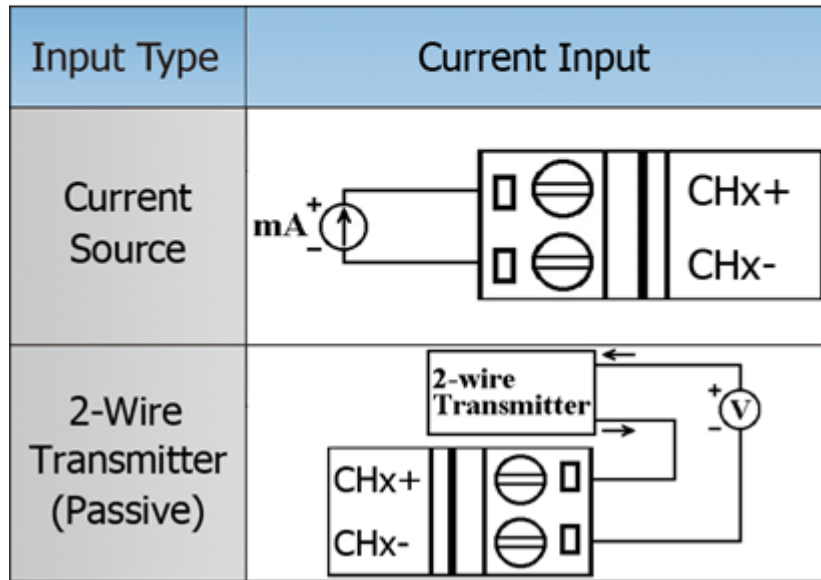 Input Type
Current Input
Current
Source
mA
+
−
CHx+
CHx-
2-Wire
Transmitter
(Passive)
2-wire
Transmitter
+
V
−
CHx+
CHx-